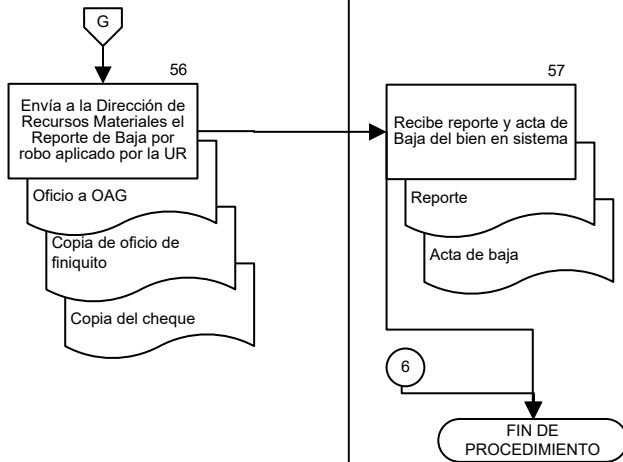 G
56
Envía a la Dirección de
Recursos Materiales el
Reporte de Baja por
robo aplicado por la UR
Oficio a OAG
Copia de oficio de
finiquito
Copia del cheque
57
Recibe reporte y acta de
Baja del bien en sistema
Reporte
Acta de baja
6
FIN DE
PROCEDIMIENTO